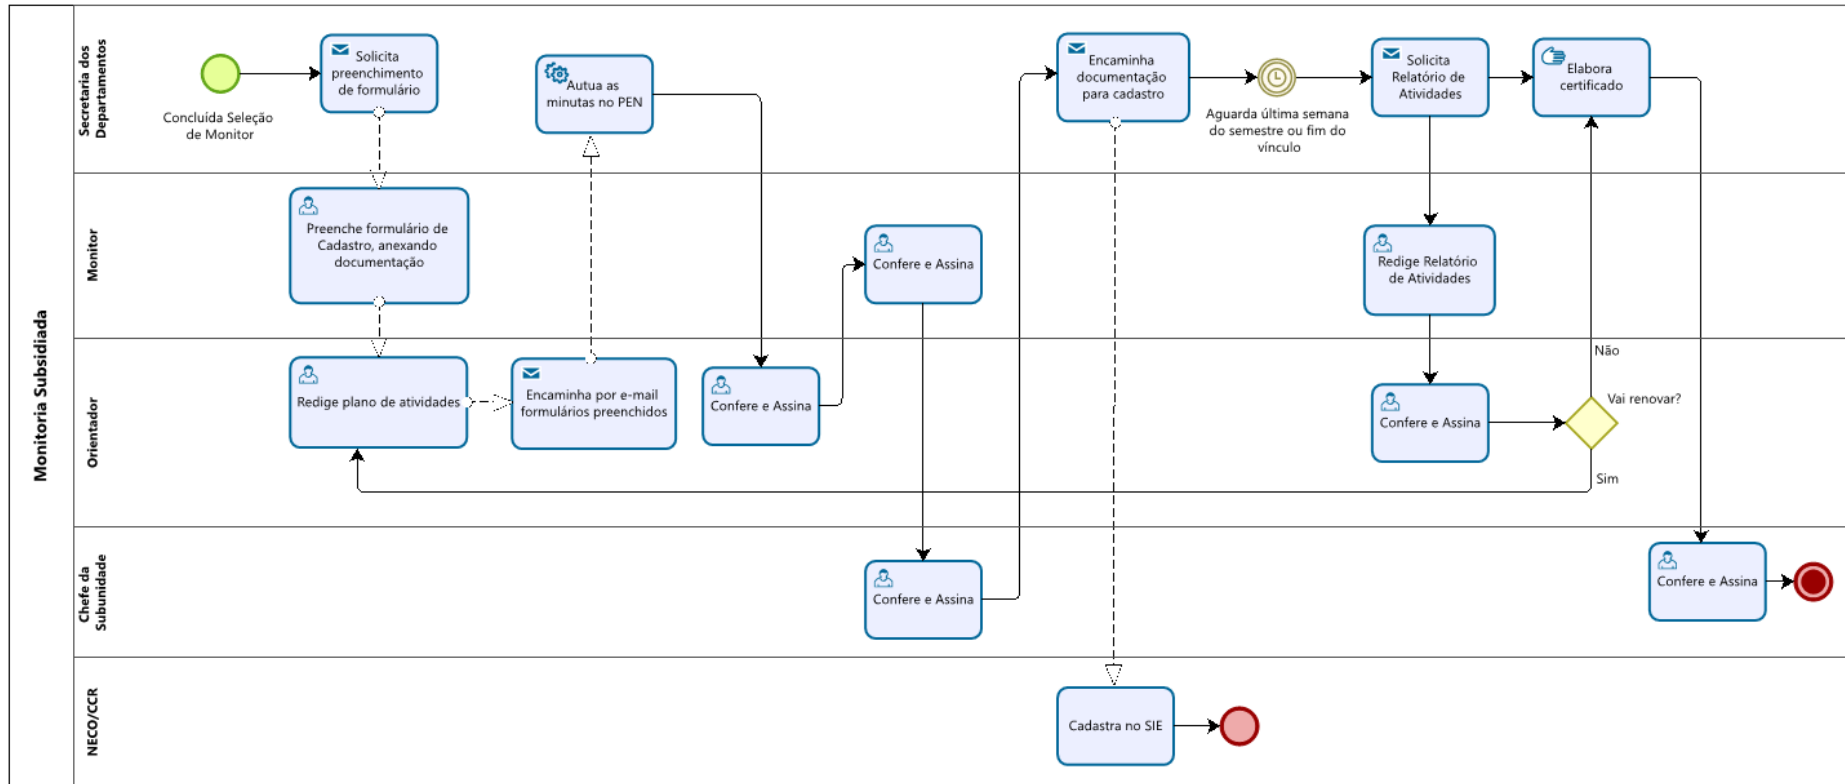 Monitoria Subsidiada
Secretaria dos
Departamentos
Concluída Seleção
de Monitor
Solicita
preenchimento
de formulário
Autua as
minutas no PEN
Encaminha
documentação
para cadastro
Aguarda última semana
do semestre ou fim do
vínculo
Solicita
Relatório de
Atividades
Elabora
certificado
Monitor
Preenche formulário de
Cadastro, anexando
documentação
Confere e Assina
Redige Relatório
de Atividades
Orientador
Redige plano de atividades
Encaminha por e-mail
formulários preenchidos
Confere e Assina
Confere e Assina
Não
Vai renovar?
Sim
Chefe da
Subunidade
Confere e Assina
Confere e Assina
NECO/CCR
Cadastra no SIE